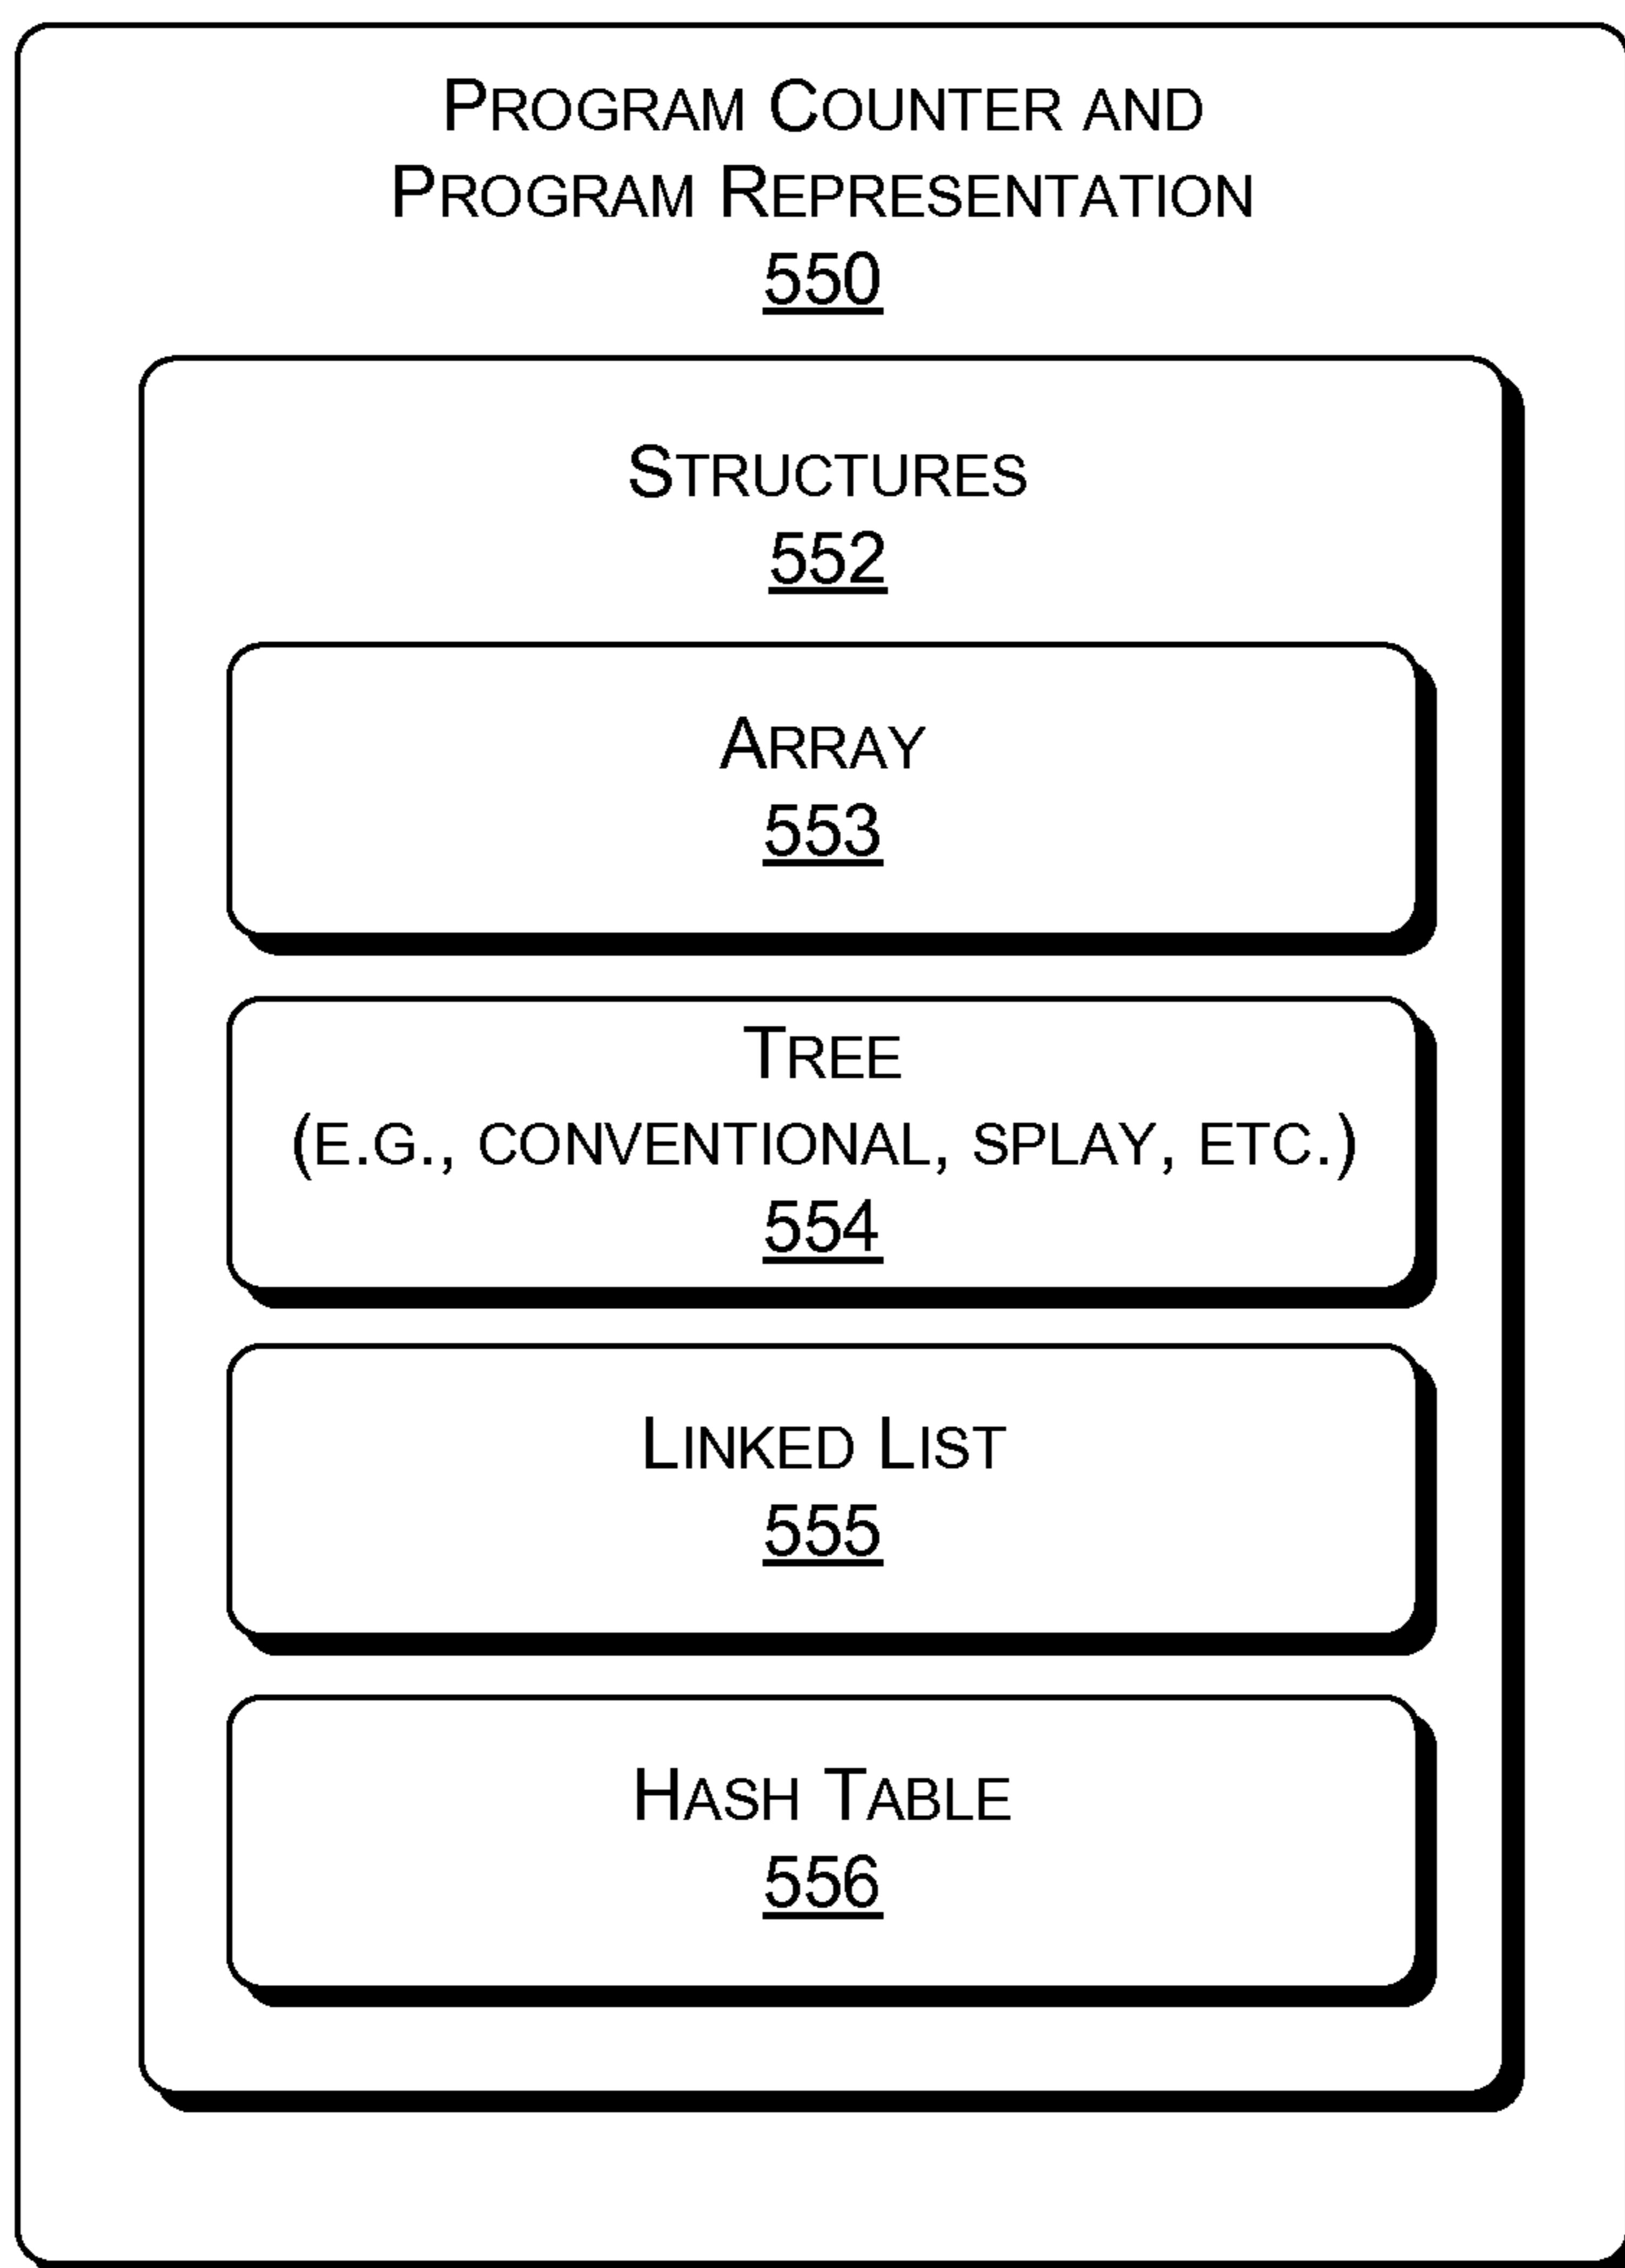 PROGRAM COUNTER AND
PROGRAM REPRESENTATION
550
STRUCTURES
552
ARRAY
553
TREE
(E.G., CONVENTIONAL, SPLAY, ETC.)
554
LINKED LIST
555
HASH TABLE
556